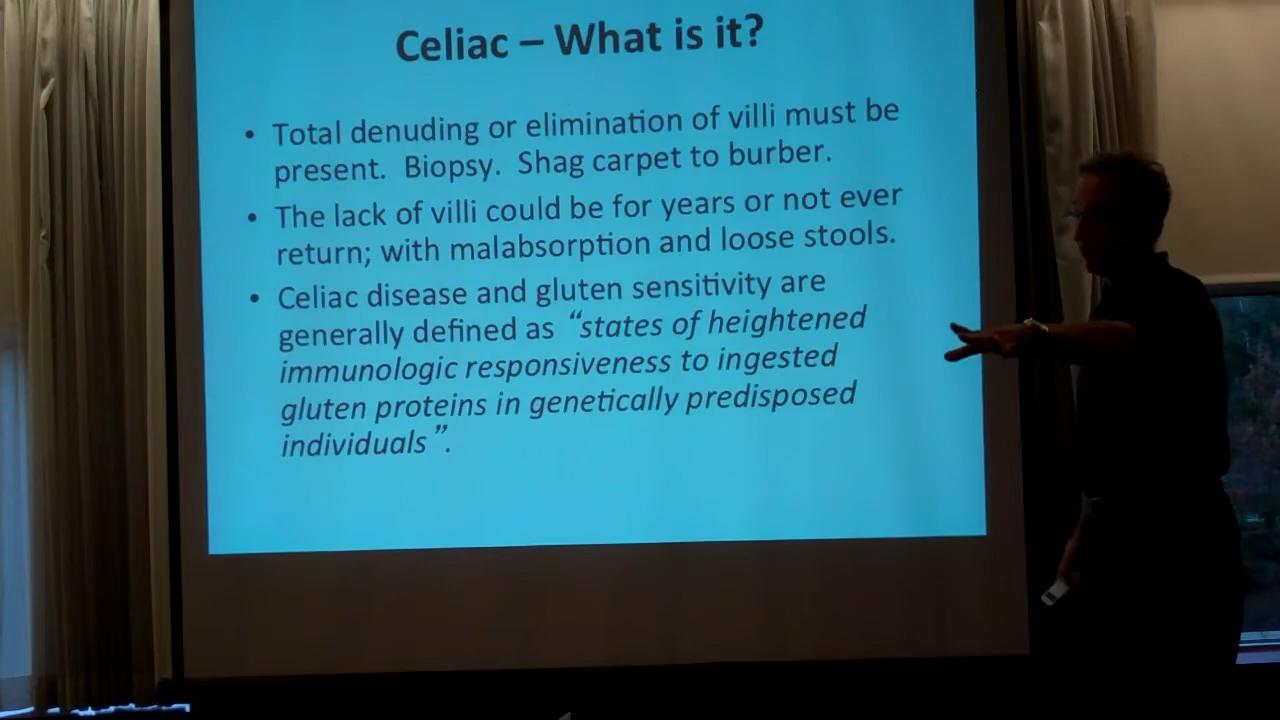 Celiac – What is it?
• Total denuding or elimination of villi must be
present.  Biopsy.  Shag carpet to burber.
• The lack of villi could be for years or not ever
return; with malabsorption and loose stools.
• Celiac disease and gluten sensitivity are
generally defined as “states of heightened
immunologic responsiveness to ingested
gluten proteins in genetically predisposed
individuals”.